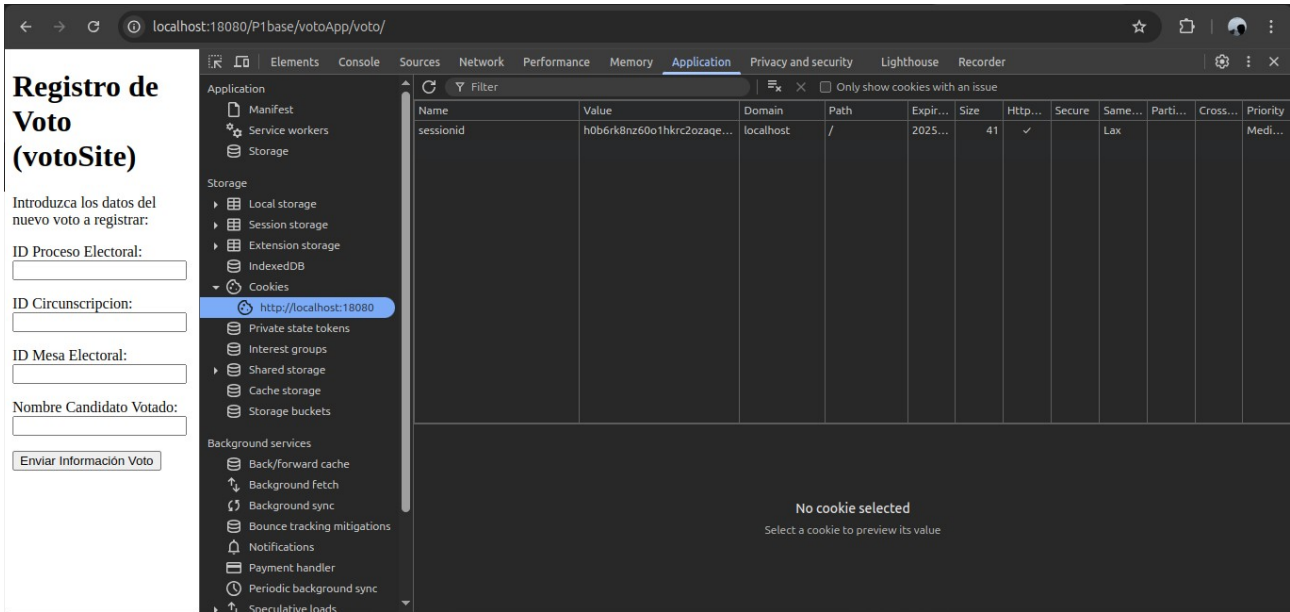 localhost:18080/P1base/votoApp/voto/
Registro de
Voto
(votoSite)
Introduzca los datos del
nuevo voto a registrar:
ID Proceso Electoral:
ID Circunscripcion:
ID Mesa Electoral:
Nombre Candidato Votado:
Enviar Información Voto
Elements Console Sources Network Performance Memory Application Privacy and security Lighthouse Recorder
Application
Manifest
Service workers
Storage
Storage
Local storage
Session storage
Extension storage
IndexedDB
Cookies
http://localhost:18080
Private state tokens
Interest groups
Shared storage
Cache storage
Storage buckets
Background services
Back/forward cache
Background fetch
Background sync
Bounce tracking mitigations
Notifications
Payment handler
Periodic background sync
Speculative loads
Filter Only show cookies with an issue
Name Value Domain Path Expir... Size Http... Secure Same... Parti... Cross... Priority
sessionid h0b6rk8nz60o1hkrc2ozaqe... localhost / 2025... 41 ✓ Lax Medi...
No cookie selected
Select a cookie to preview its value